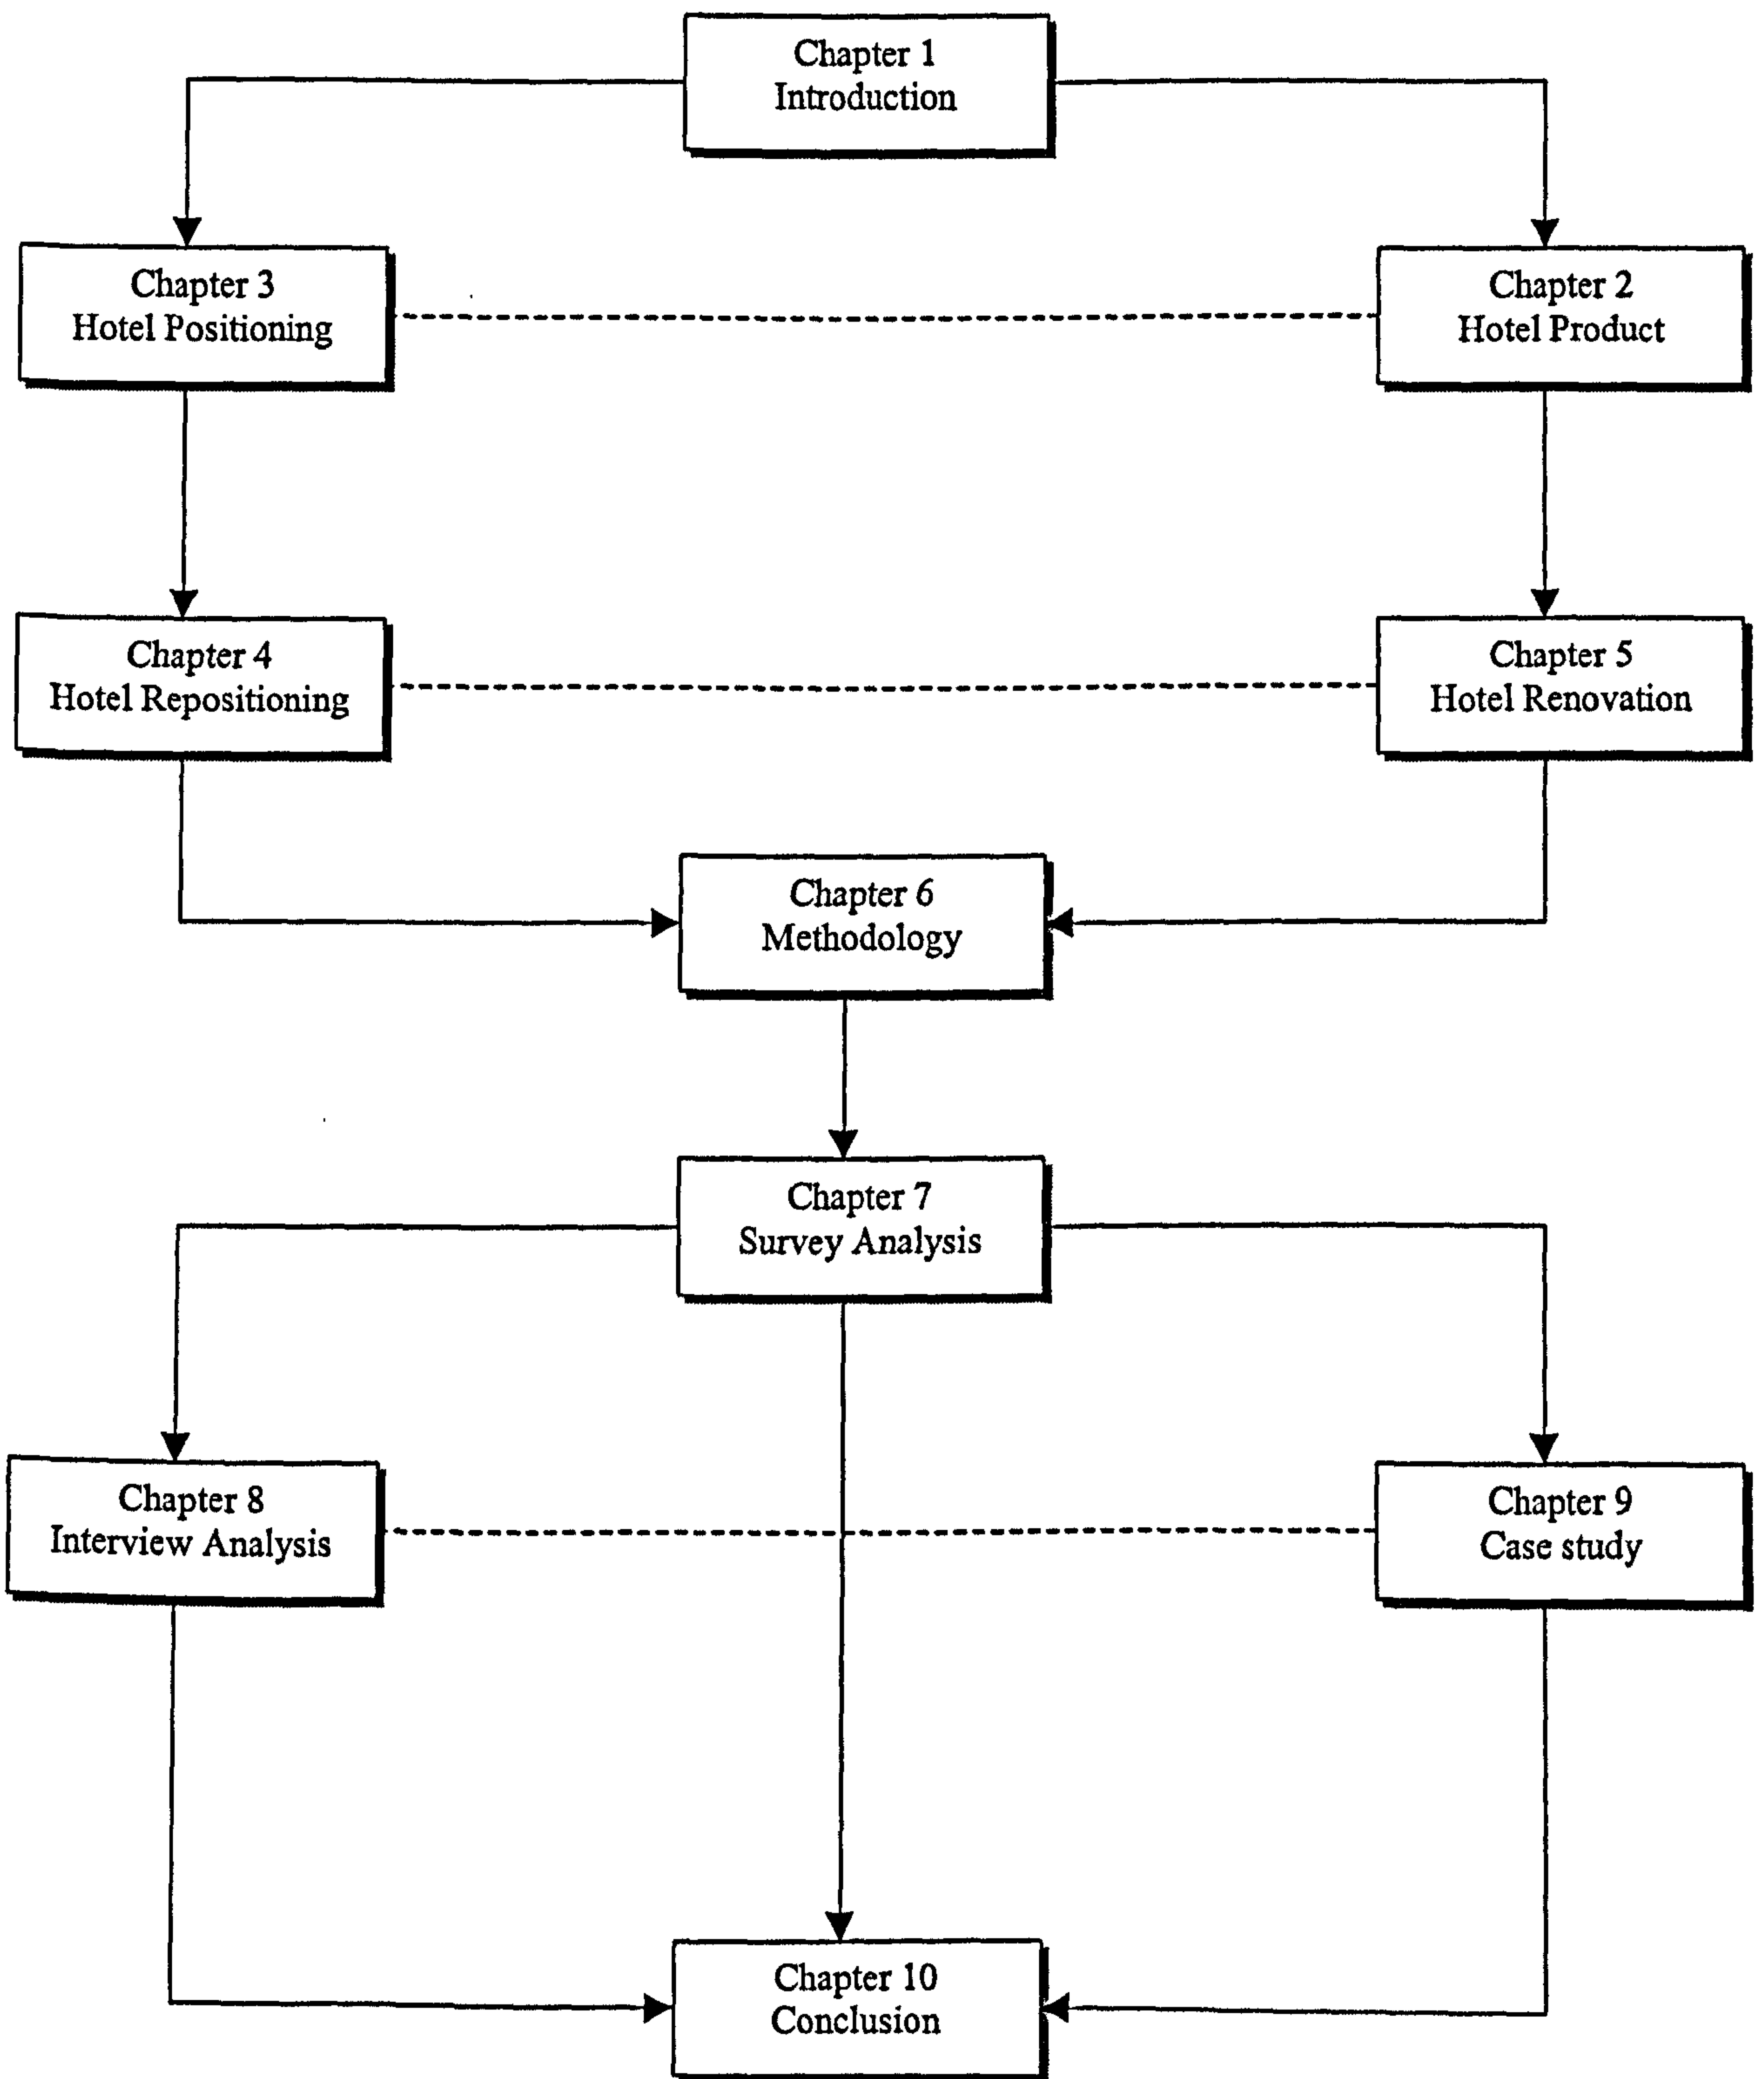 Chapter 1
Introduction
Chapter 3
Hotel Positioning
Chapter 2
Hotel Product
Chapter 4
Hotel Repositioning
Chapter 5
Hotel Renovation
Chapter 6
Methodology
Chapter 7
Survey Analysis
Chapter 8
Interview Analysis
Chapter 9
Case study
Chapter 10
Conclusion